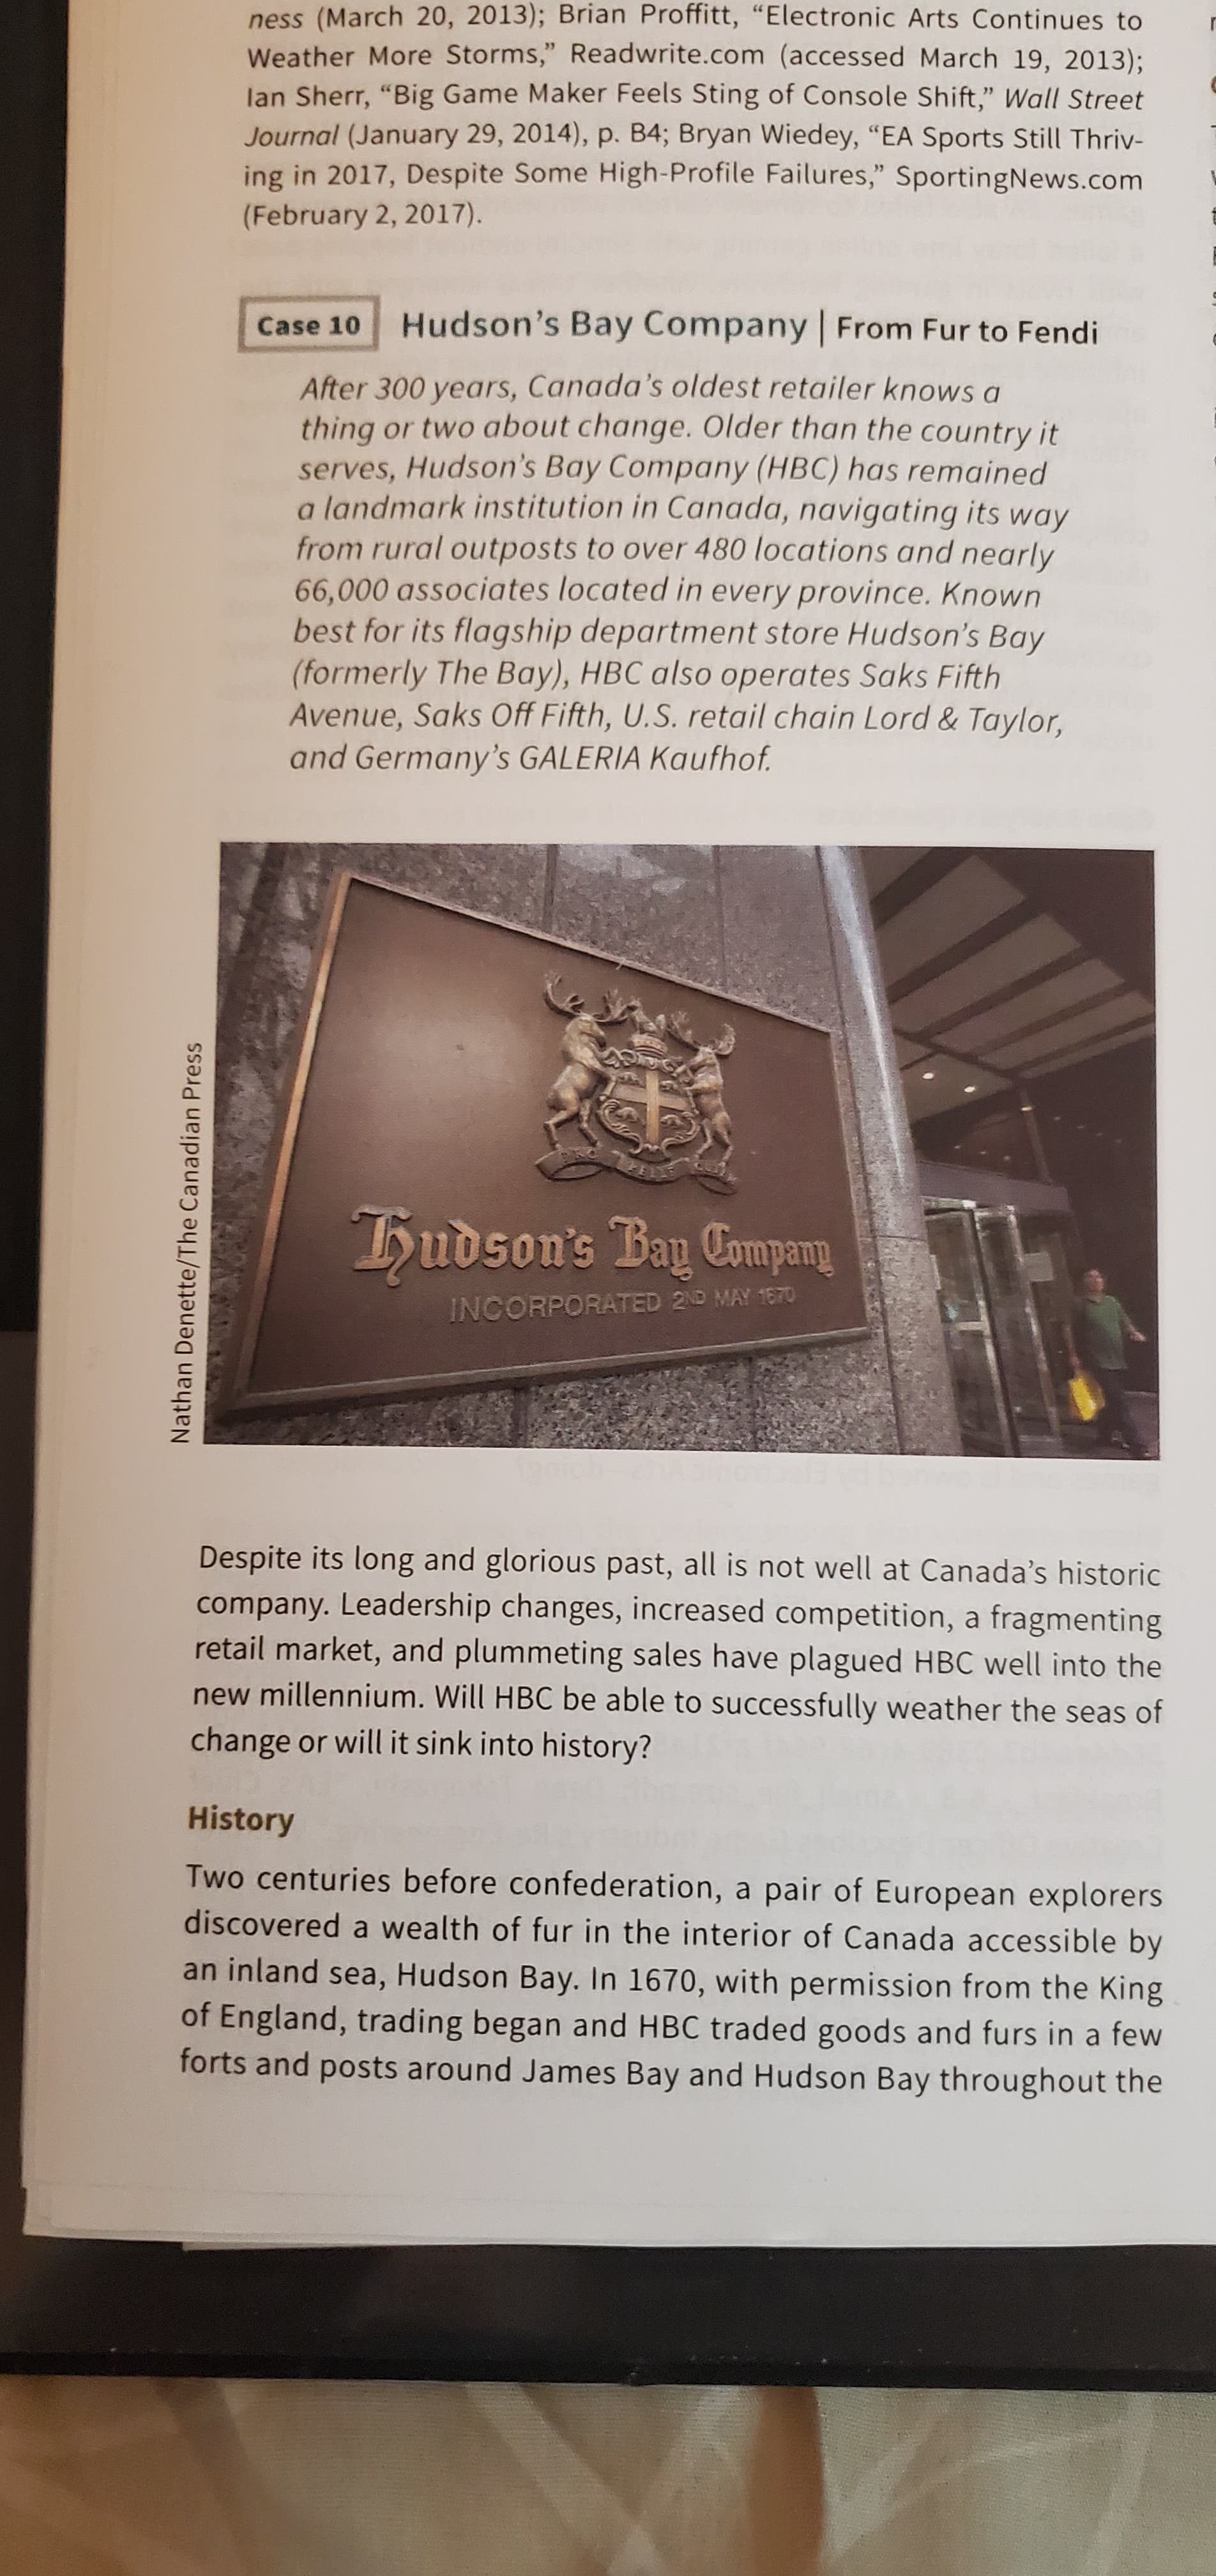 ness (March 20, 2013); Brian Proffitt, “Electronic Arts Continues to
Weather More Storms,” Readwrite.com (accessed March 19, 2013);
Ian Sherr, “Big Game Maker Feels Sting of Console Shift,” Wall Street
Journal (January 29, 2014), p. B4; Bryan Wiedey, “EA Sports Still Thriv-
ing in 2017, Despite Some High-Profile Failures,” SportingNews.com
(February 2, 2017).
Case 10 Hudson’s Bay Company | From Fur to Fendi
After 300 years, Canada’s oldest retailer knows a
thing or two about change. Older than the country it
serves, Hudson’s Bay Company (HBC) has remained
a landmark institution in Canada, navigating its way
from rural outposts to over 480 locations and nearly
66,000 associates located in every province. Known
best for its flagship department store Hudson’s Bay
(formerly The Bay), HBC also operates Saks Fifth
Avenue, Saks Off Fifth, U.S. retail chain Lord & Taylor,
and Germany’s GALERIA Kaufhof.
Nathan Denette/The Canadian Press
Hudson’s Bay Company
INCORPORATED 2ND MAY 1670
Despite its long and glorious past, all is not well at Canada’s historic
company. Leadership changes, increased competition, a fragmenting
retail market, and plummeting sales have plagued HBC well into the
new millennium. Will HBC be able to successfully weather the seas of
change or will it sink into history?
History
Two centuries before confederation, a pair of European explorers
discovered a wealth of fur in the interior of Canada accessible by
an inland sea, Hudson Bay. In 1670, with permission from the King
of England, trading began and HBC traded goods and furs in a few
forts and posts around James Bay and Hudson Bay throughout the